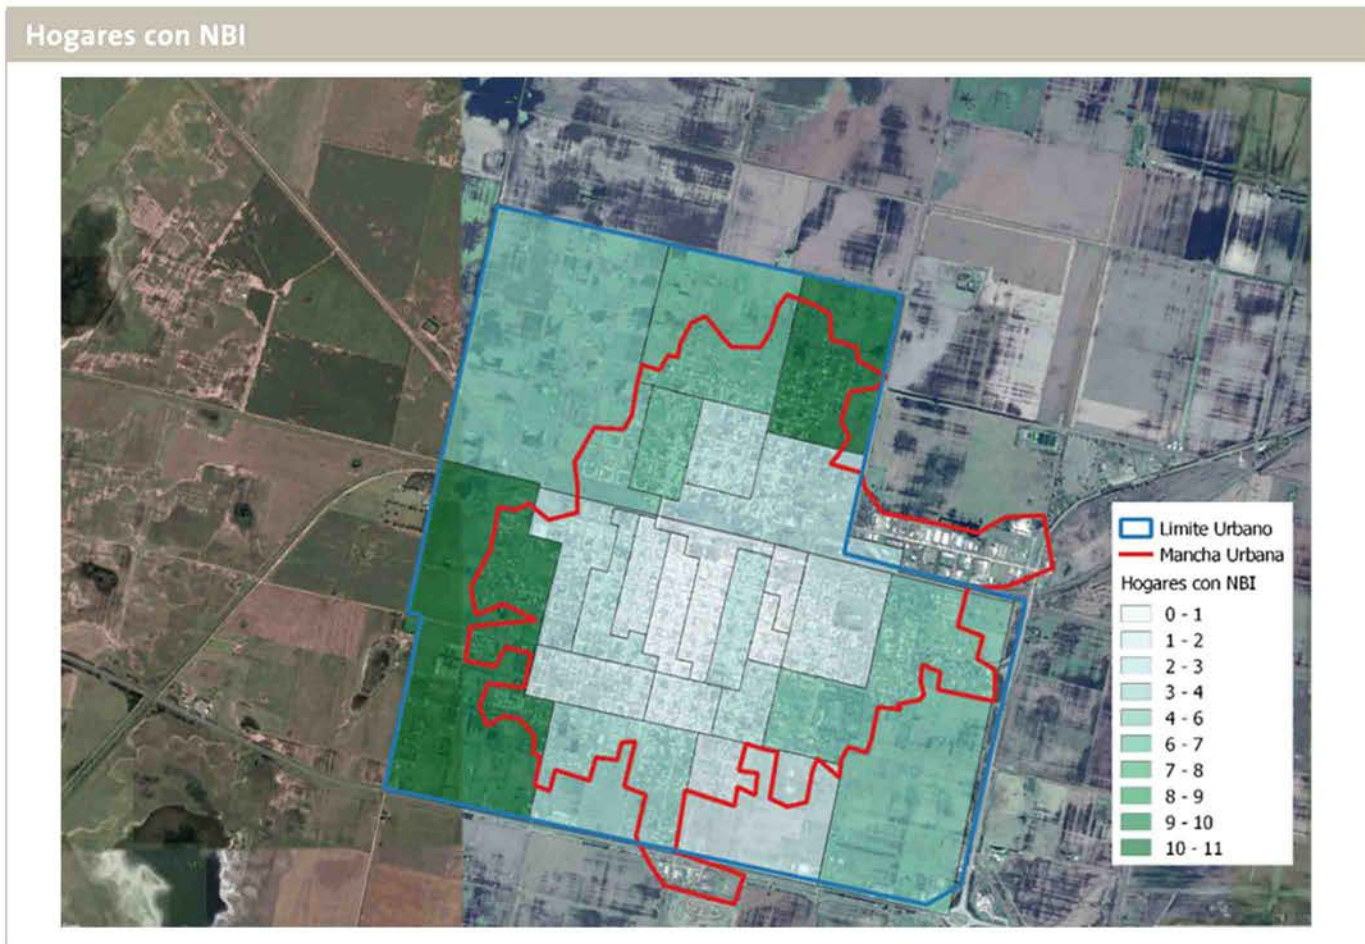 Hogares con NBI
Limite Urbano
Mancha Urbana
Hogares con NBI
0 - 1
1 - 2
2 - 3
3 - 4
4 - 6
6 - 7
7 - 8
8 - 9
9 - 10
10 - 11